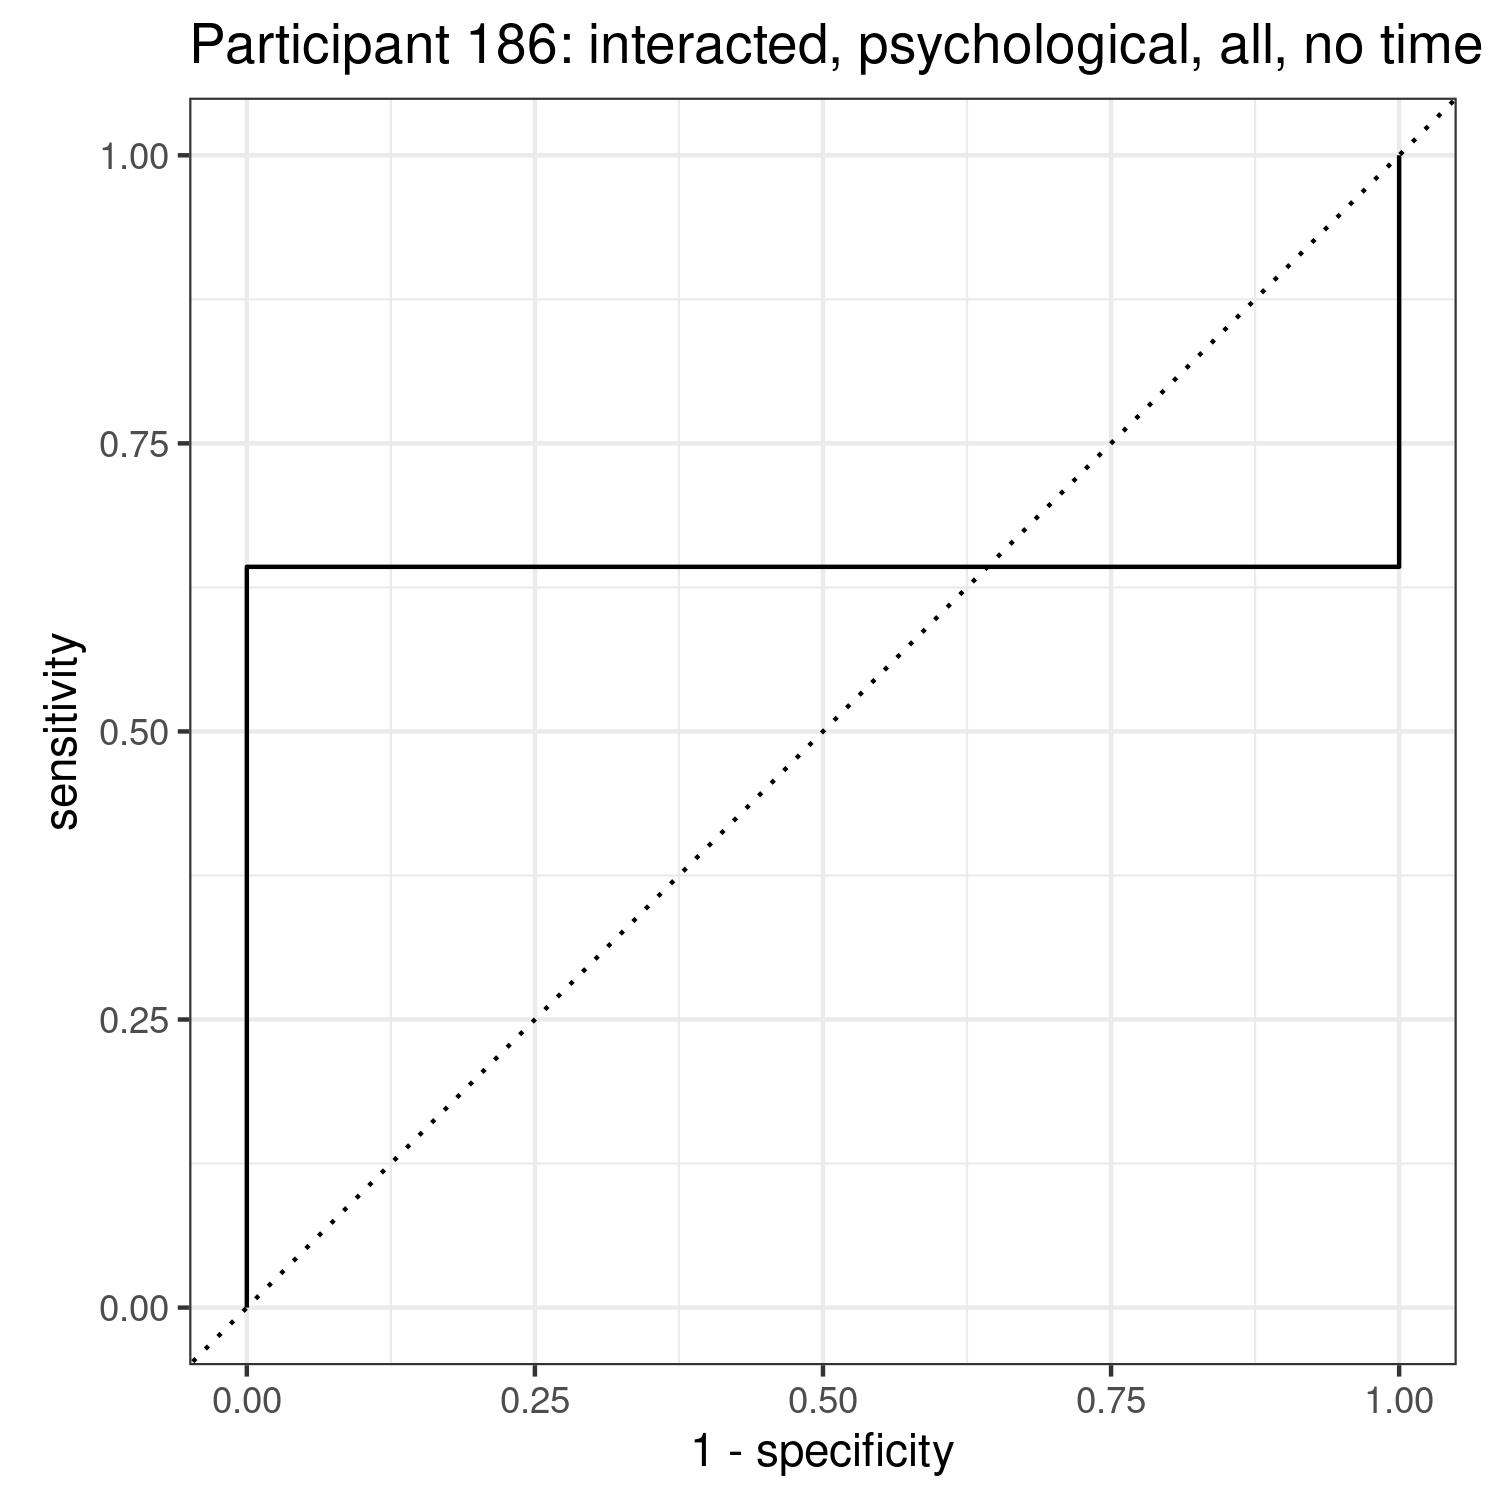 Participant 186: interacted, psychological, all, no time
1.00
0.75
0.50
0.25
0.00
sensitivity
0.00 0.25 0.50 0.75 1.00
1 - specificity